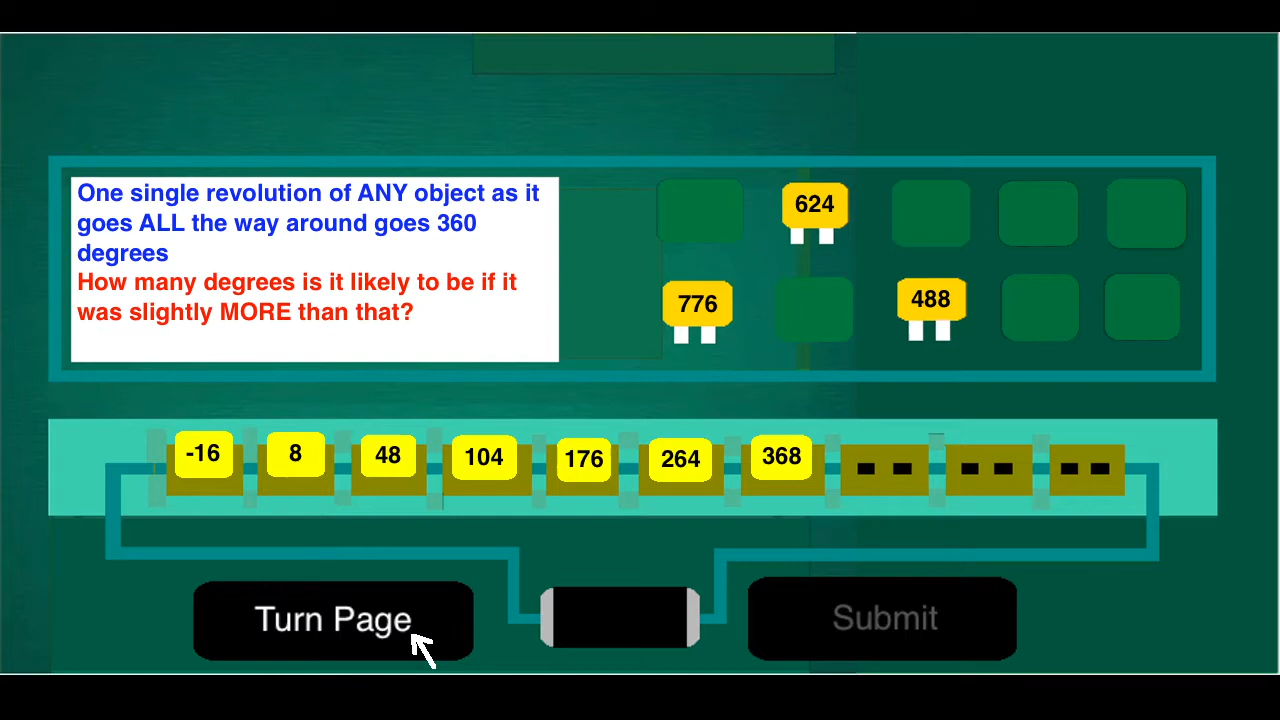 One single revolution of ANY object as it
goes ALL the way around goes 360
degrees
How many degrees is it likely to be if it
was slightly MORE than that?
624
776
488
-16
8
48
104
176
264
368
Turn Page
Submit